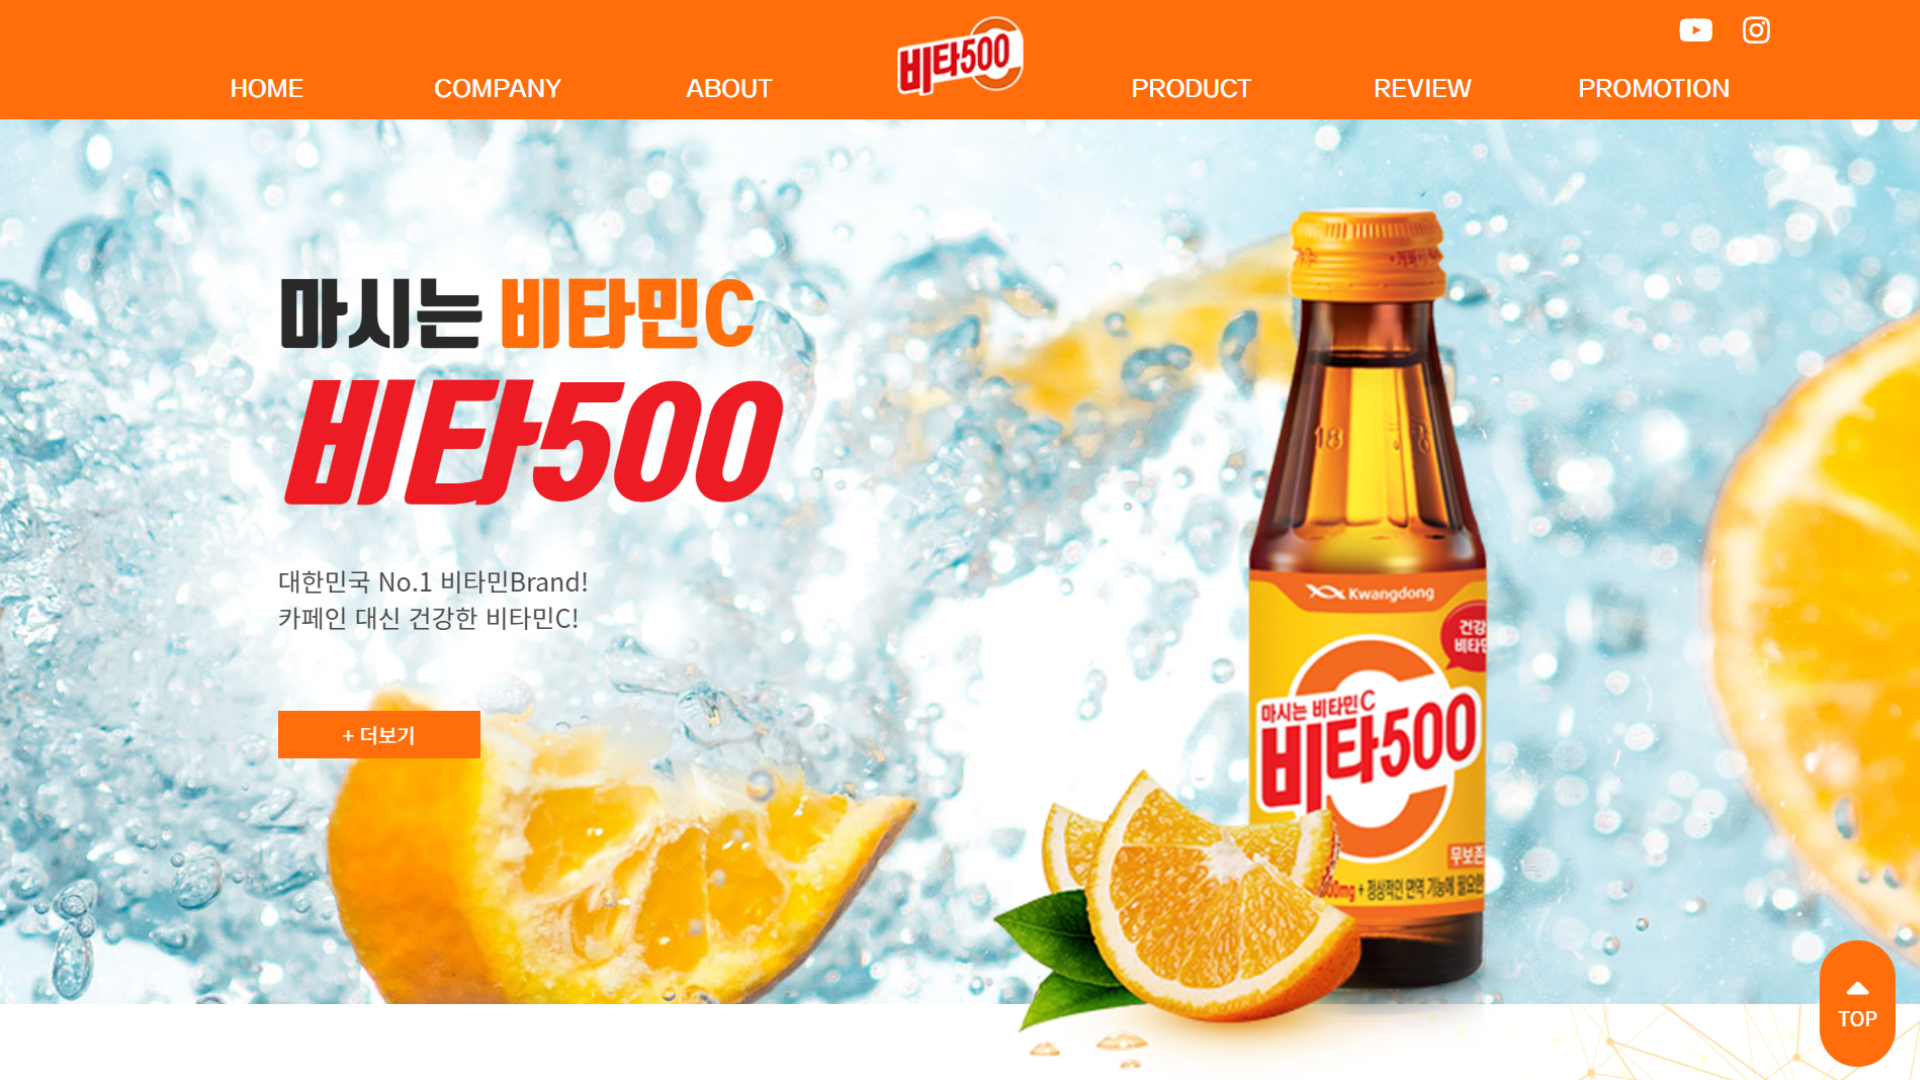 비타500
HOME
COMPANY
ABOUT
PRODUCT
REVIEW
PROMOTION
마시는 비타민C
비타500
대한민국 No.1 비타민Brand!
카페인 대신 건강한 비타민C!
+ 더보기
18
Kwangdong
건강
비타민
마시는 비타민C
비타500
무보존
00mg + 정상적인 면역 기능에 필요한
TOP